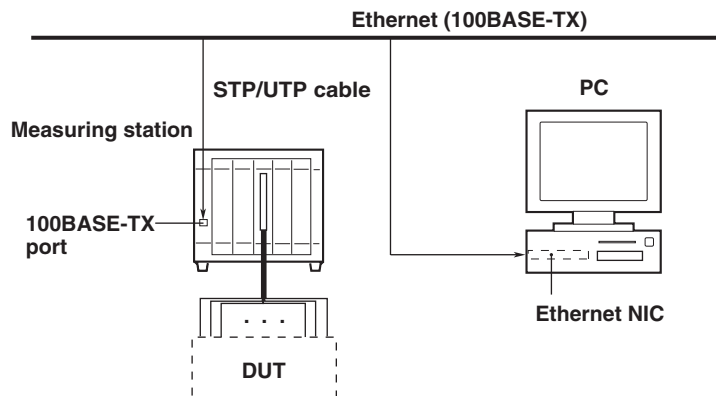 Ethernet (100BASE-TX)
STP/UTP cable
PC
Measuring station
100BASE-TX
port
Ethernet NIC
DUT